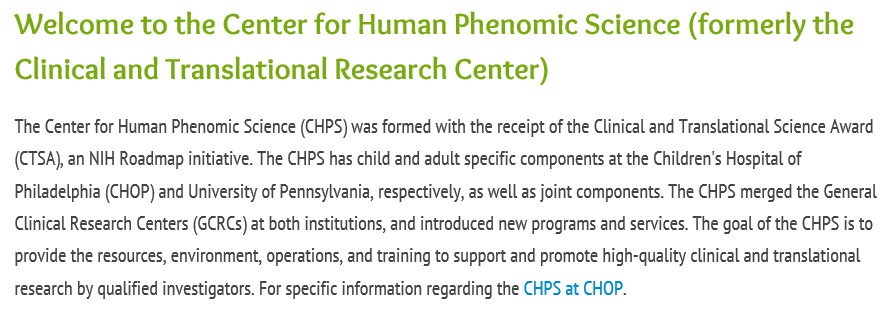 Welcome to the Center for Human Phenomic Science (formerly the
Clinical and Translational Research Center)
The Center for Human Phenomic Science (CHPS) was formed with the receipt of the Clinical and Translational Science Award
(CTSA), an NIH Roadmap initiative. The CHPS has child and adult specific components at the Children's Hospital of
Philadelphia (CHOP) and University of Pennsylvania, respectively, as well as joint components. The CHPS merged the General
Clinical Research Centers (GCRCs) at both institutions, and introduced new programs and services. The goal of the CHPS is to
provide the resources, environment, operations, and training to support and promote high-quality clinical and translational
research by qualified investigators. For specific information regarding the CHPS at CHOP.